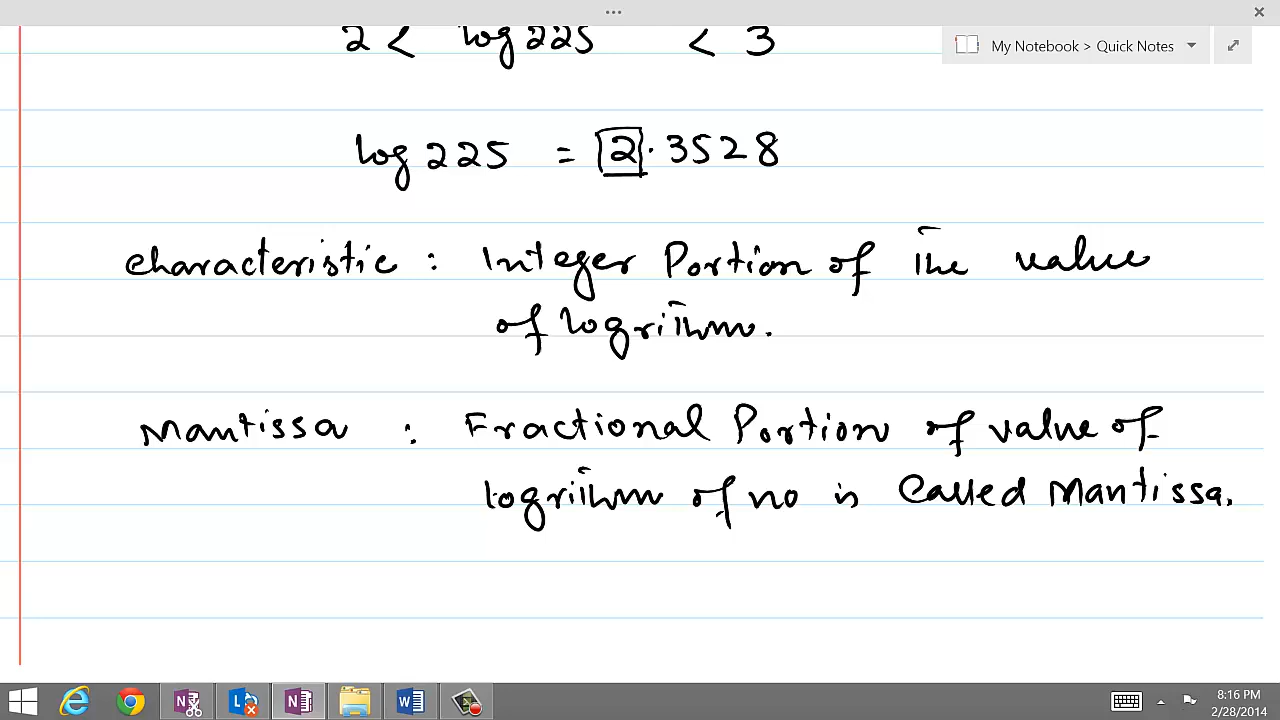 2 < log 225 < 3
My Notebook > Quick Notes
log 225 = 2.3528
characteristic : Integer Portion of the value
of logrithm.
Mantissa : Fractional Portion of value of
logrithm of no is Called Mantissa.
8:16 PM
2/28/2014